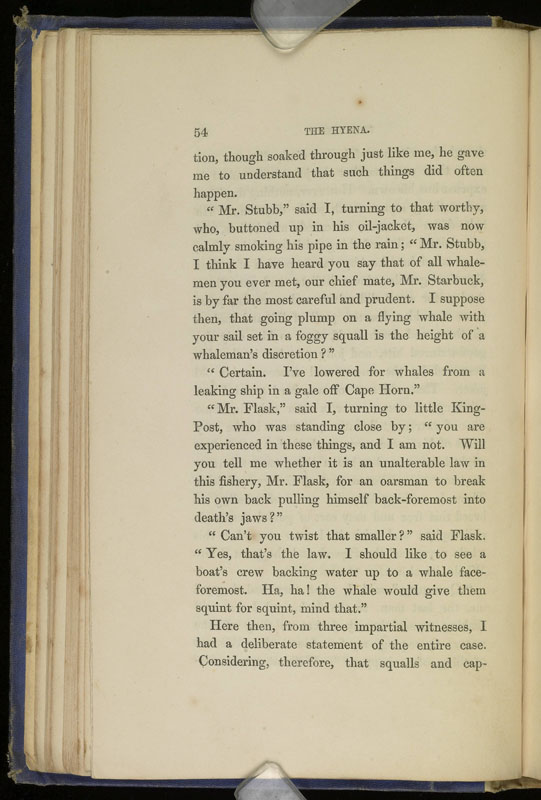 54 THE HYENA.
tion, though soaked through just like me, he gave
me to understand that such things did often
happen.
“ Mr. Stubb,” said I, turning to that worthy,
who, buttoned up in his oil-jacket, was now
calmly smoking his pipe in the rain ; “ Mr. Stubb,
I think I have heard you say that of all whale-
men you ever met, our chief mate, Mr. Starbuck,
is by far the most careful and prudent. I suppose
then, that going plump on a flying whale with
your sail set in a foggy squall is the height of a
whaleman's discretion ? ”
“ Certain. I've lowered for whales from a
leaking ship in a gale off Cape Horn.”
“ Mr. Flask,” said I, turning to little King-
Post, who was standing close by ; “ you are
experienced in these things, and I am not. Will
you tell me whether it is an unalterable law in
this fishery, Mr. Flask, for an oarsman to break
his own back pulling himself back-foremost into
death's jaws ? ”
“ Can't you twist that smaller ? ” said Flask.
“ Yes, that's the law. I should like to see a
boat's crew backing water up to a whale face-
foremost. Ha, ha ! the whale would give them
squint for squint, mind that.”
Here then, from three impartial witnesses, I
had a deliberate statement of the entire case.
Considering, therefore, that squalls and cap-